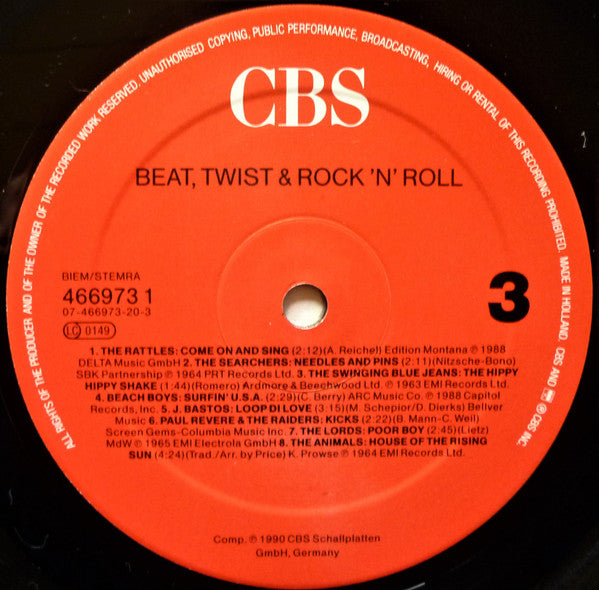 ALL RIGHTS OF THE PRODUCER AND OF THE OWNER OF THE RECORDED WORK RESERVED. UNAUTHORISED COPYING, PUBLIC PERFORMANCE, BROADCASTING, HIRING OR RENTAL OF THIS RECORDING PROHIBITED. MADE IN HOLLAND. CBS AND ® CBS INC.
CBS
BEAT, TWIST & ROCK 'N' ROLL
BIEM/STEMRA
466973 1
07-466973-20-3
LC 0149
3
1. THE RATTLES: COME ON AND SING (2:12)(A. Reichel) Edition Montana ℗ 1988
DELTA Music GmbH 2. THE SEARCHERS: NEEDLES AND PINS (2:11)(Nitzsche-Bono)
SBK Partnership ℗ 1964 PRT Records Ltd. 3. THE SWINGING BLUE JEANS: THE HIPPY
HIPPY SHAKE (1:44)(Romero) Ardmore & Beechwood Ltd. ℗ 1963 EMI Records Ltd.
4. BEACH BOYS: SURFIN' U.S.A. (2:29)(C. Berry) ARC Music Co. ℗ 1988 Capitol
Records, Inc. 5. J. BASTOS: LOOP DI LOVE (3:15)(M. Schepior/D. Dierks) Bellver
Music 6. PAUL REVERE & THE RAIDERS: KICKS (2:22)(B. Mann-C. Weil)
Screen Gems-Columbia Music Inc. 7. THE LORDS: POOR BOY (2:45)(Lietz)
MdW ℗ 1965 EMI Electrola GmbH 8. THE ANIMALS: HOUSE OF THE RISING
SUN (4:24)(Trad./Arr. by Price) K. Prowse ℗ 1964 EMI Records Ltd.
Comp. ℗ 1990 CBS Schallplatten
GmbH, Germany